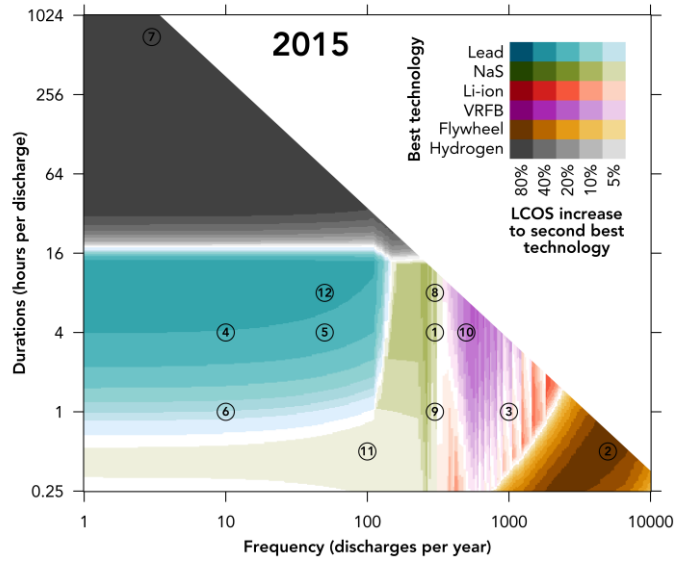 2015
1024
256
64
16
4
1
0.25
Durations (hours per discharge)
1
10
100
1000
10000
Frequency (discharges per year)
Best technology
Lead
NaS
Li-ion
VRFB
Flywheel
Hydrogen
80%
40%
20%
10%
5%
LCOS increase
to second best
technology
7
12
8
4
5
1
10
6
9
3
11
2